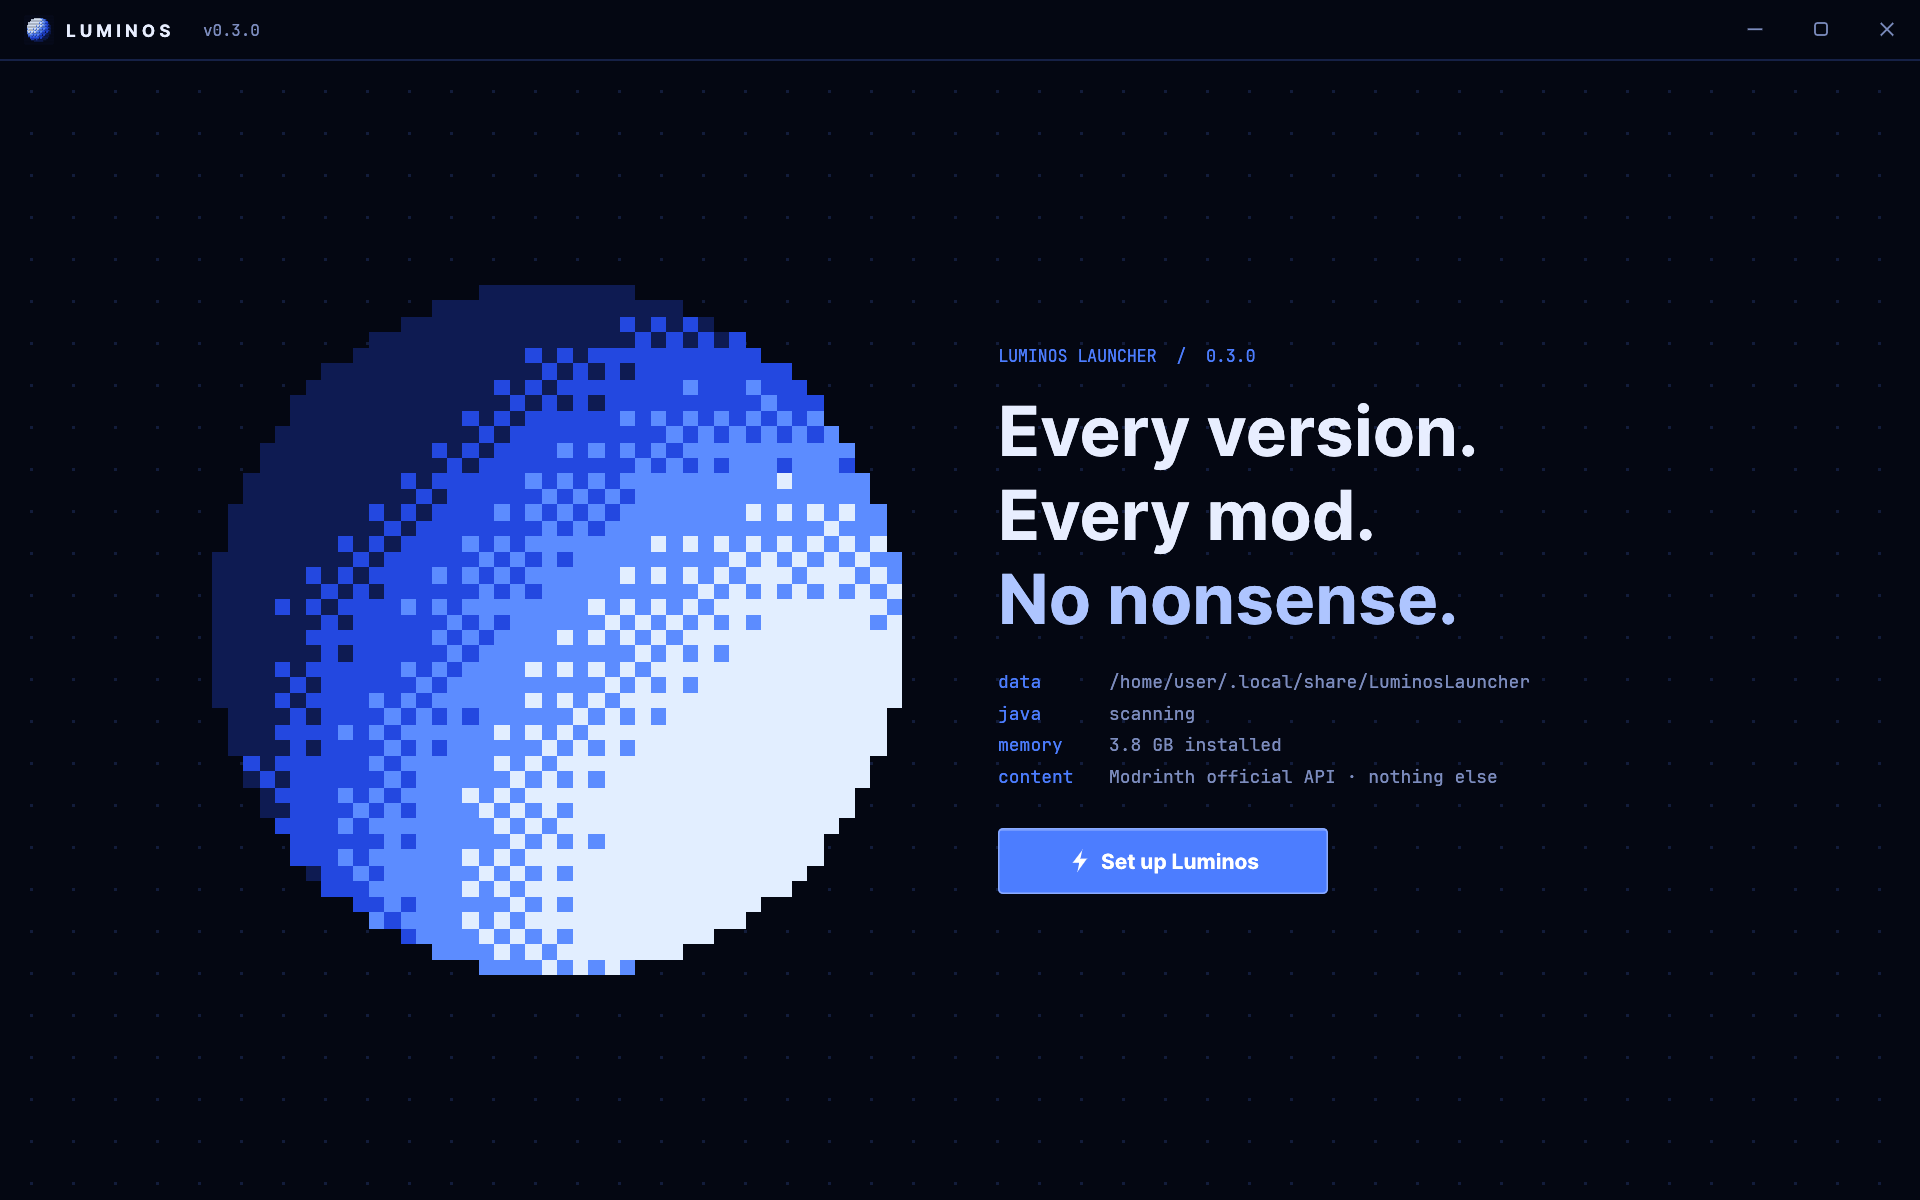 LUMINOS v0.3.0
LUMINOS LAUNCHER / 0.3.0
Every version.
Every mod.
No nonsense.
data /home/user/.local/share/LuminosLauncher
java scanning
memory 3.8 GB installed
content Modrinth official API · nothing else
Set up Luminos